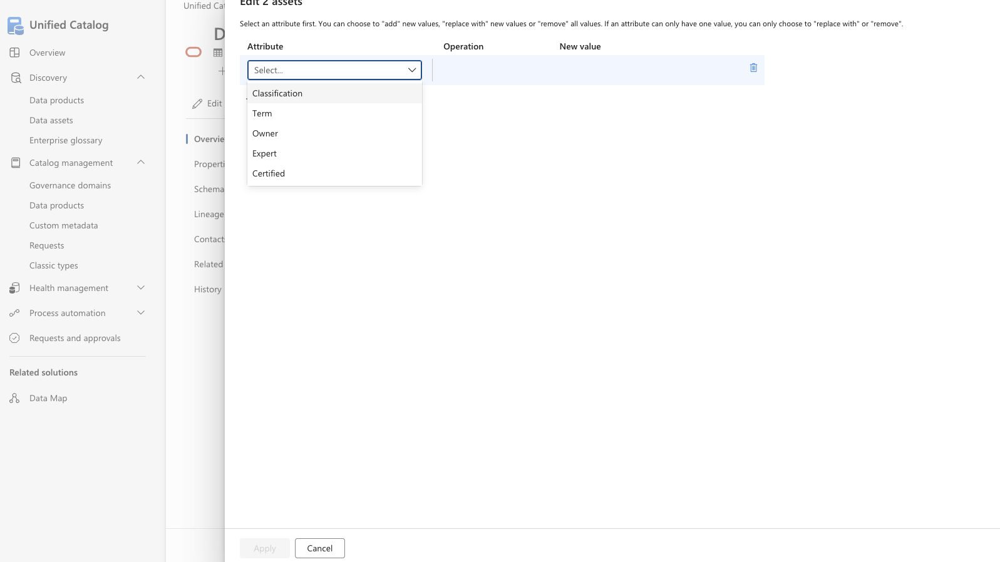 Unified Catalog
Overview
Discovery
Data products
Data assets
Enterprise glossary
Catalog management
Governance domains
Data products
Custom metadata
Requests
Classic types
Health management
Process automation
Requests and approvals
Related solutions
Data Map
Unified Cat
D
Edit
Overvie
Properti
Schema
Lineage
Contact
Related
History
Edit 2 assets
Select an attribute first. You can choose to "add" new values, "replace with" new values or "remove" all values. If an attribute can only have one value, you can only choose to "replace with" or "remove".
Attribute Operation New value
Select...
Classification
Term
Owner
Expert
Certified
Apply Cancel